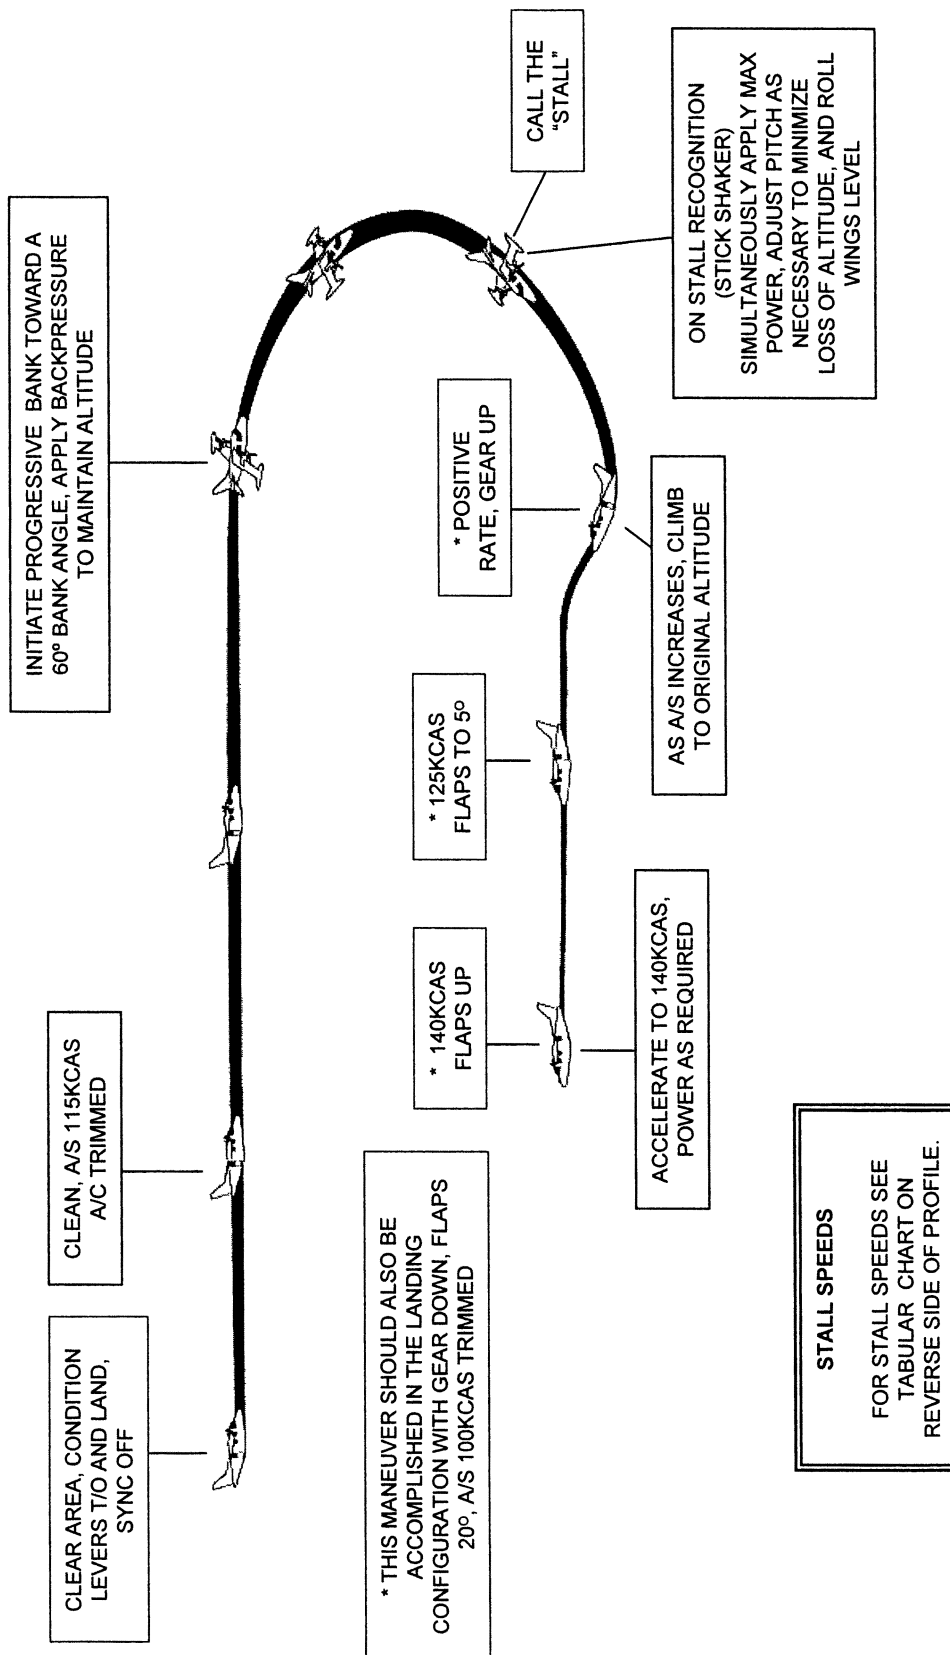 CLEAR AREA, CONDITION
LEVERS T/O AND LAND,
SYNC OFF
CLEAN, A/S 115KCAS
A/C TRIMMED
INITIATE PROGRESSIVE BANK TOWARD A
60º BANK ANGLE, APPLY BACKPRESSURE
TO MAINTAIN ALTITUDE
CALL THE
"STALL"
ON STALL RECOGNITION
(STICK SHAKER)
SIMULTANEOUSLY APPLY MAX
POWER, ADJUST PITCH AS
NECESSARY TO MINIMIZE
LOSS OF ALTITUDE, AND ROLL
WINGS LEVEL
* POSITIVE
RATE, GEAR UP
AS A/S INCREASES, CLIMB
TO ORIGINAL ALTITUDE
* 125KCAS
FLAPS TO 5º
* 140KCAS
FLAPS UP
ACCELERATE TO 140KCAS,
POWER AS REQUIRED
* THIS MANEUVER SHOULD ALSO BE
ACCOMPLISHED IN THE LANDING
CONFIGURATION WITH GEAR DOWN, FLAPS
20º, A/S 100KCAS TRIMMED
STALL SPEEDS
FOR STALL SPEEDS SEE
TABULAR CHART ON
REVERSE SIDE OF PROFILE.